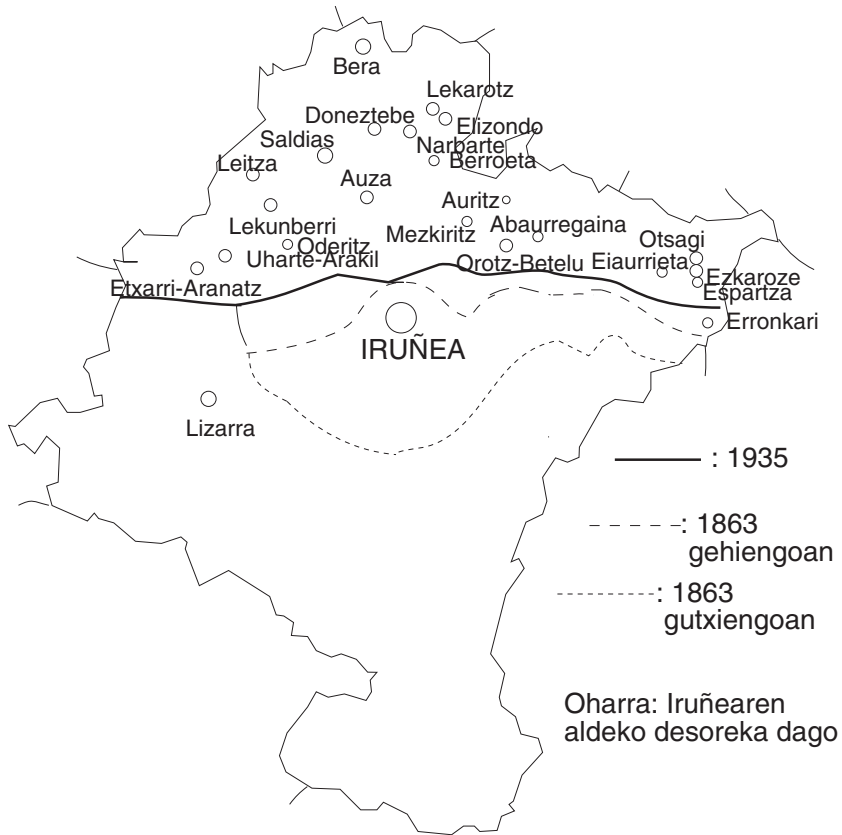 Bera
Lekarotz
Doneztebe
Elizondo
Narbarte
Saldias
Berroeta
Leitza
Auza
Auritz
Abaurregaina
Lekunberri
Mezkiritz
Otsagi
Oderitz
Uharte-Arakil
Orotz-Betelu
Eiaurrieta
Ezkaroze
Etxarri-Aranatz
Espartza
Erronkari
IRUÑEA
Lizarra
: 1935
: 1863
gehiengoan
: 1863
gutxiengoan
Oharra: Iruñearen
aldeko desoreka dago